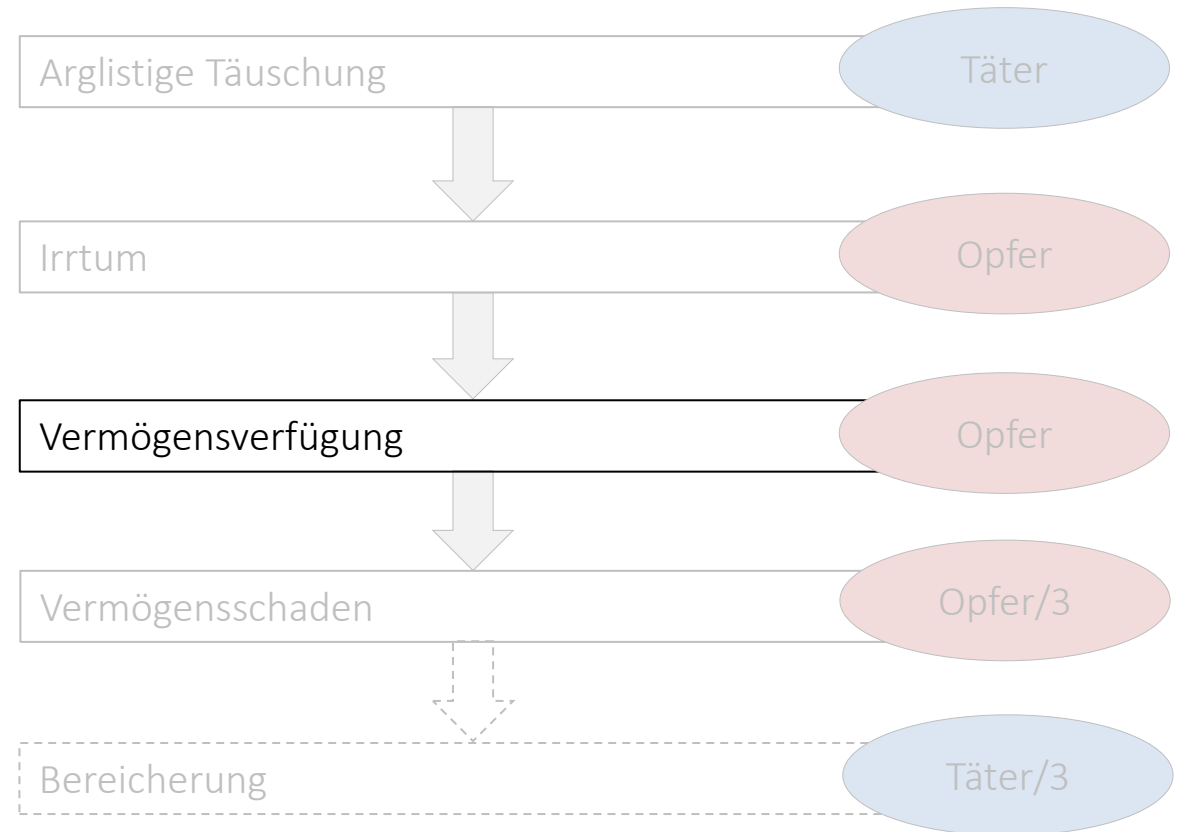 Arglistige Täuschung
Täter
Irrtum
Opfer
Vermögensverfügung
Opfer
Vermögensschaden
Opfer/3
Bereicherung
Täter/3